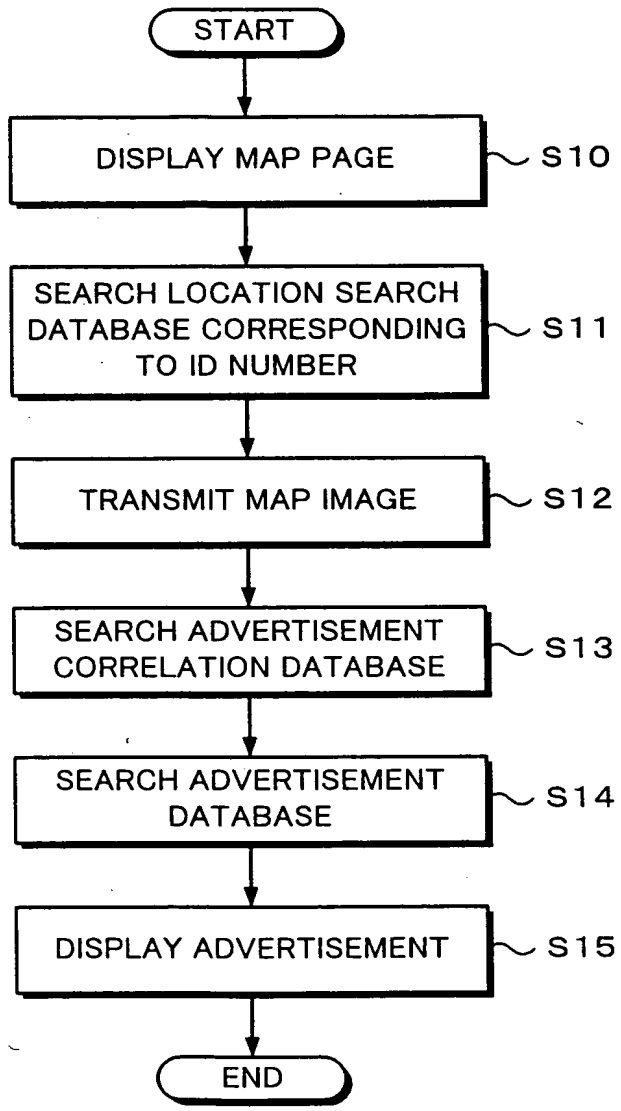 START
DISPLAY MAP PAGE
S10
SEARCH LOCATION SEARCH
DATABASE CORRESPONDING
TO ID NUMBER
S11
TRANSMIT MAP IMAGE
S12
SEARCH ADVERTISEMENT
CORRELATION DATABASE
S13
SEARCH ADVERTISEMENT
DATABASE
S14
DISPLAY ADVERTISEMENT
S15
END